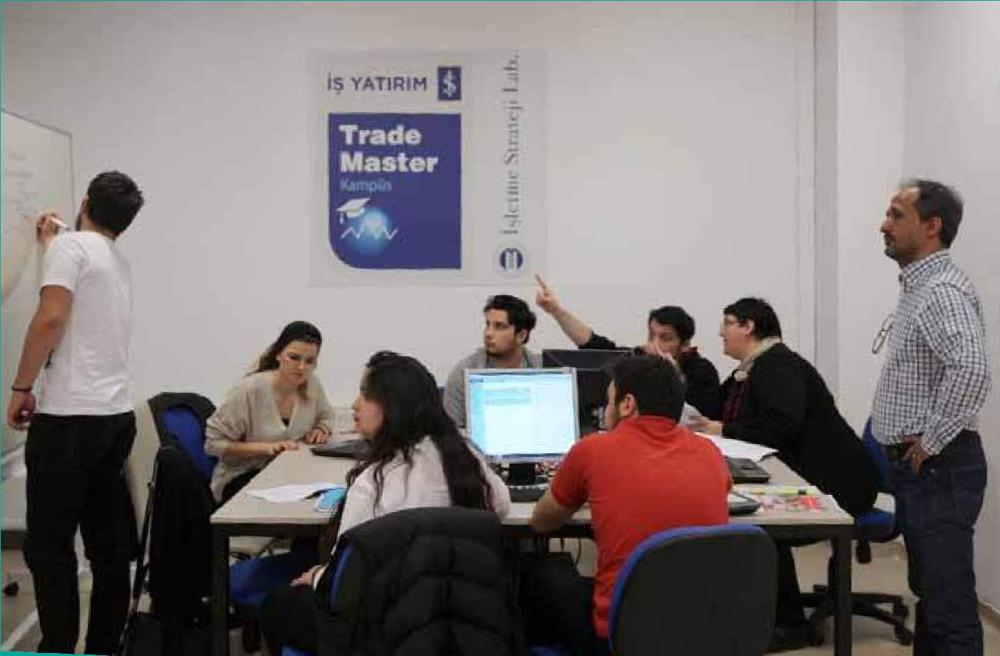 İŞ YATIRIM
Trade
Master
Kampüs
İşletme Strateji Lab.